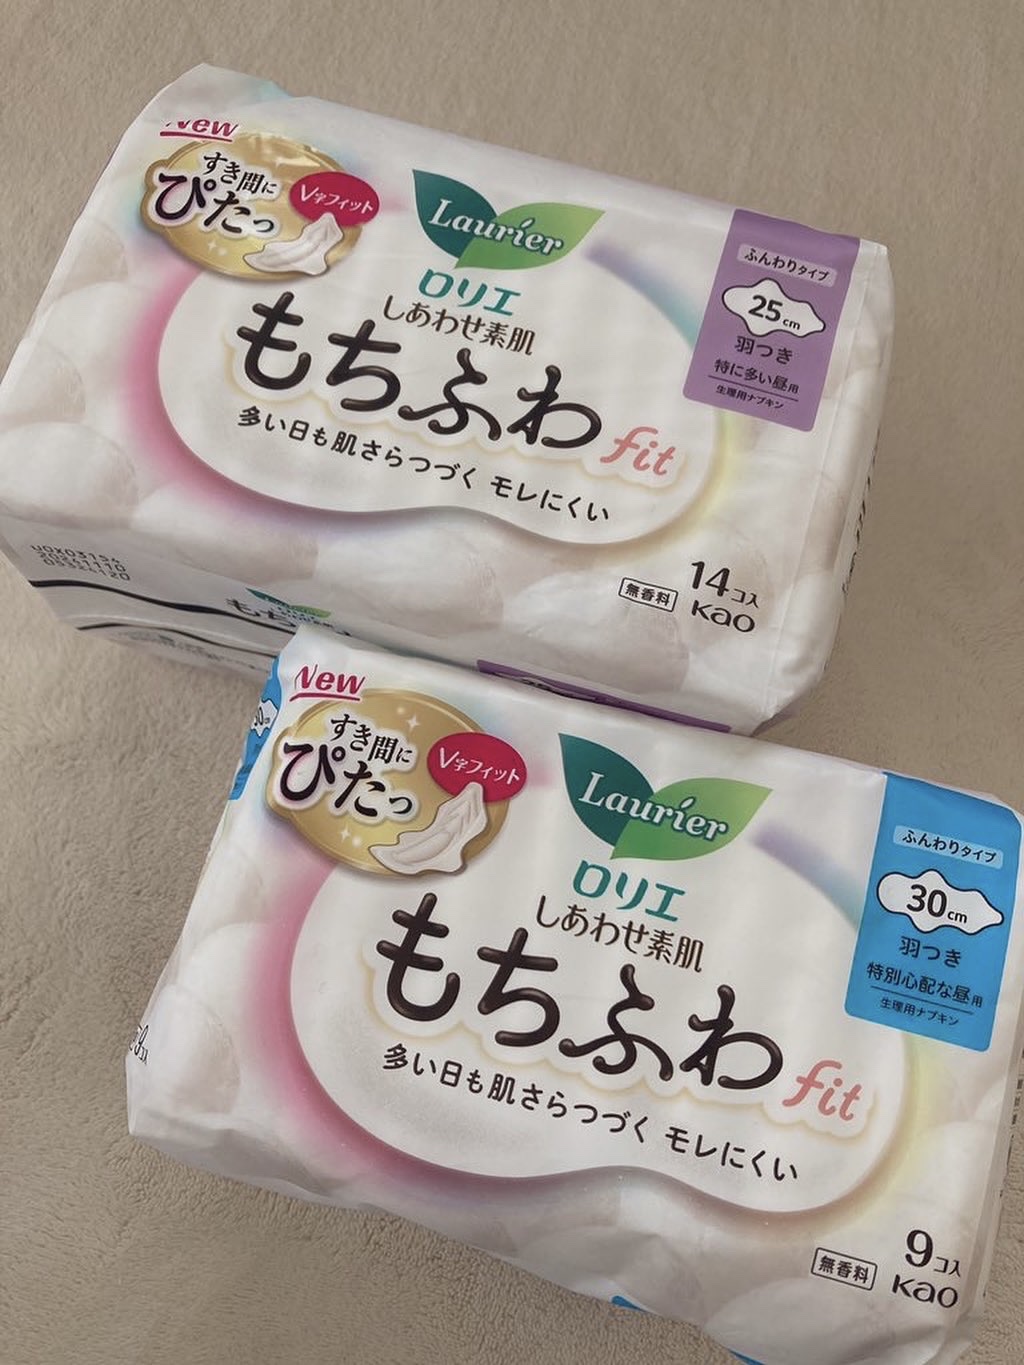 New
すき間に
ぴたっ
V字フィット
Laurier
ロリエ
しあわせ素肌
もちふわ
fit
多い日も肌さらつづく モレにくい
ふんわりタイプ
25cm
羽つき
特に多い昼用
生理用ナプキン
無香料
14コ入
Kao
20241110
05324120
New
すき間に
ぴたっ
V字フィット
Laurier
ロリエ
しあわせ素肌
もちふわ
fit
多い日も肌さらつづく モレにくい
ふんわりタイプ
30cm
羽つき
特別心配な昼用
生理用ナプキン
無香料
9コ入
Kao